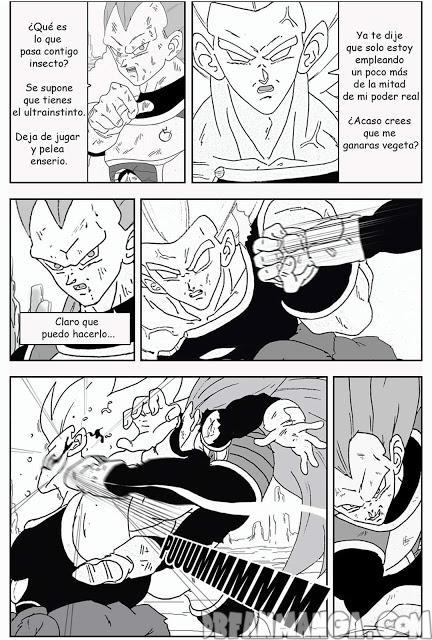 ¿Qué es
lo que
pasa contigo
insecto?
Se supone
que tienes
el ultrainstinto.
Deja de jugar
y pelea
enserio.
Ya te dije
que solo estoy
empleando
un poco más
de la mitad
de mi poder real
¿Acaso crees
que me
ganaras vegeta?
Claro que
puedo hacerlo...
PUUUMMMMMM
DBFANMANGA.COM